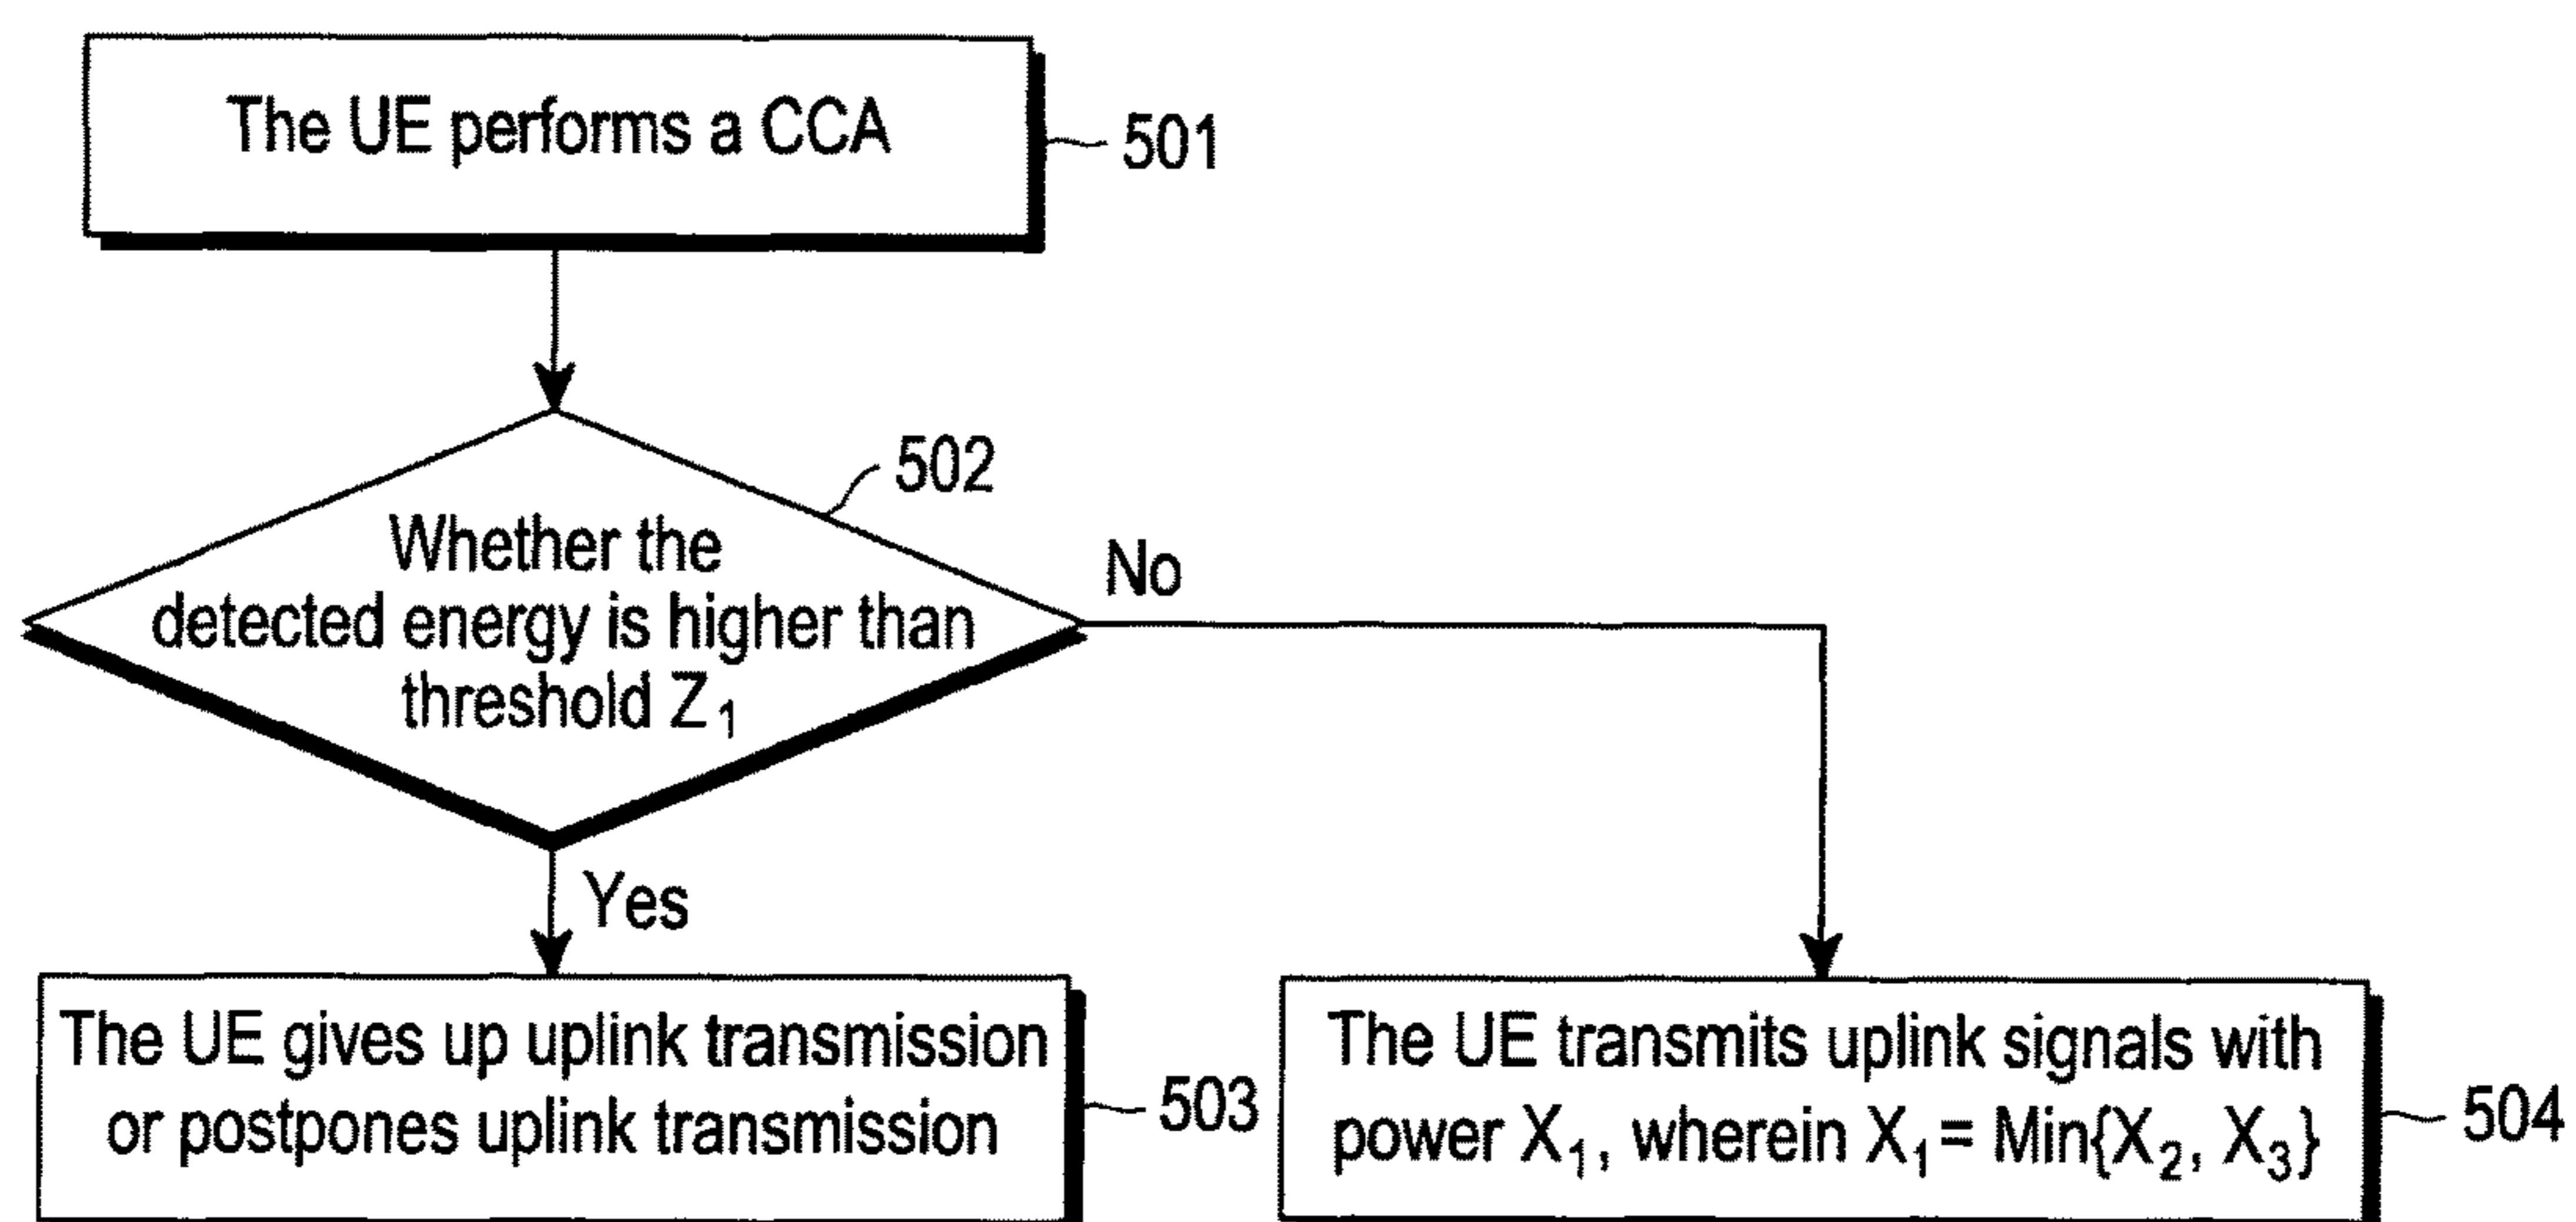 The UE performs a CCA
501
502
Whether the
detected energy is higher than
threshold Z₁
No
Yes
The UE gives up uplink transmission
or postpones uplink transmission
503
The UE transmits uplink signals with
power X₁, wherein X₁ = Min{X₂, X₃}
504